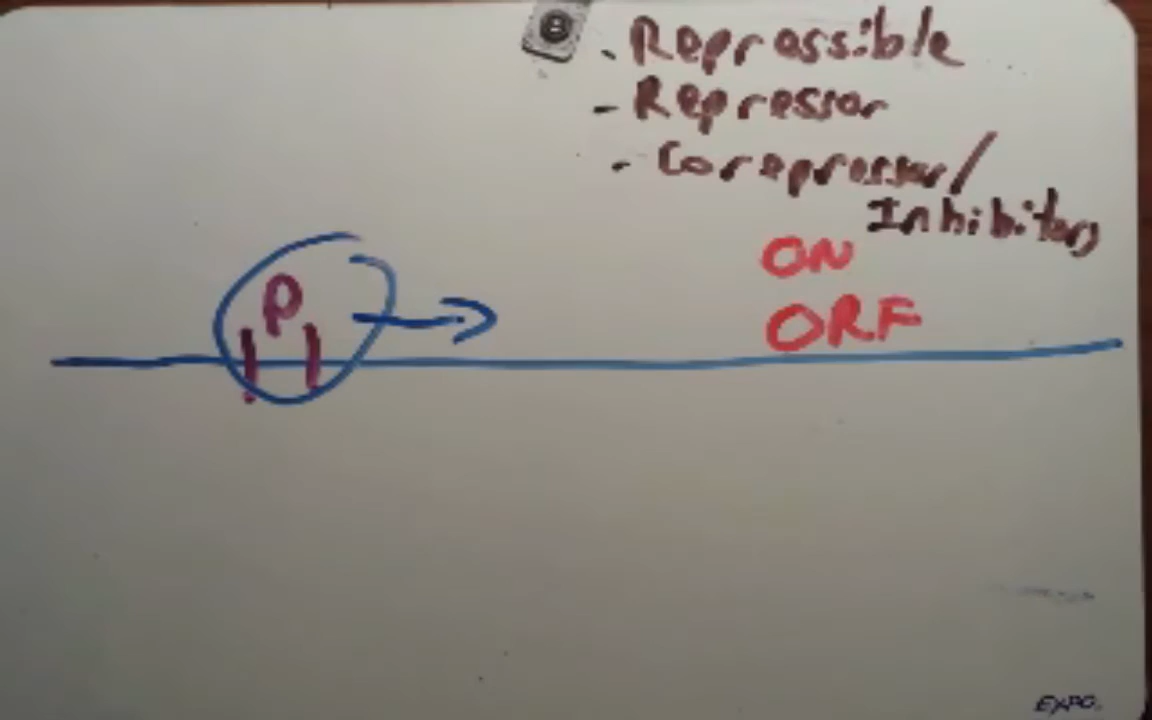 - Repressible
- Repressor
- Corepressor/
Inhibitors
ON
ORF
P
EXPO.